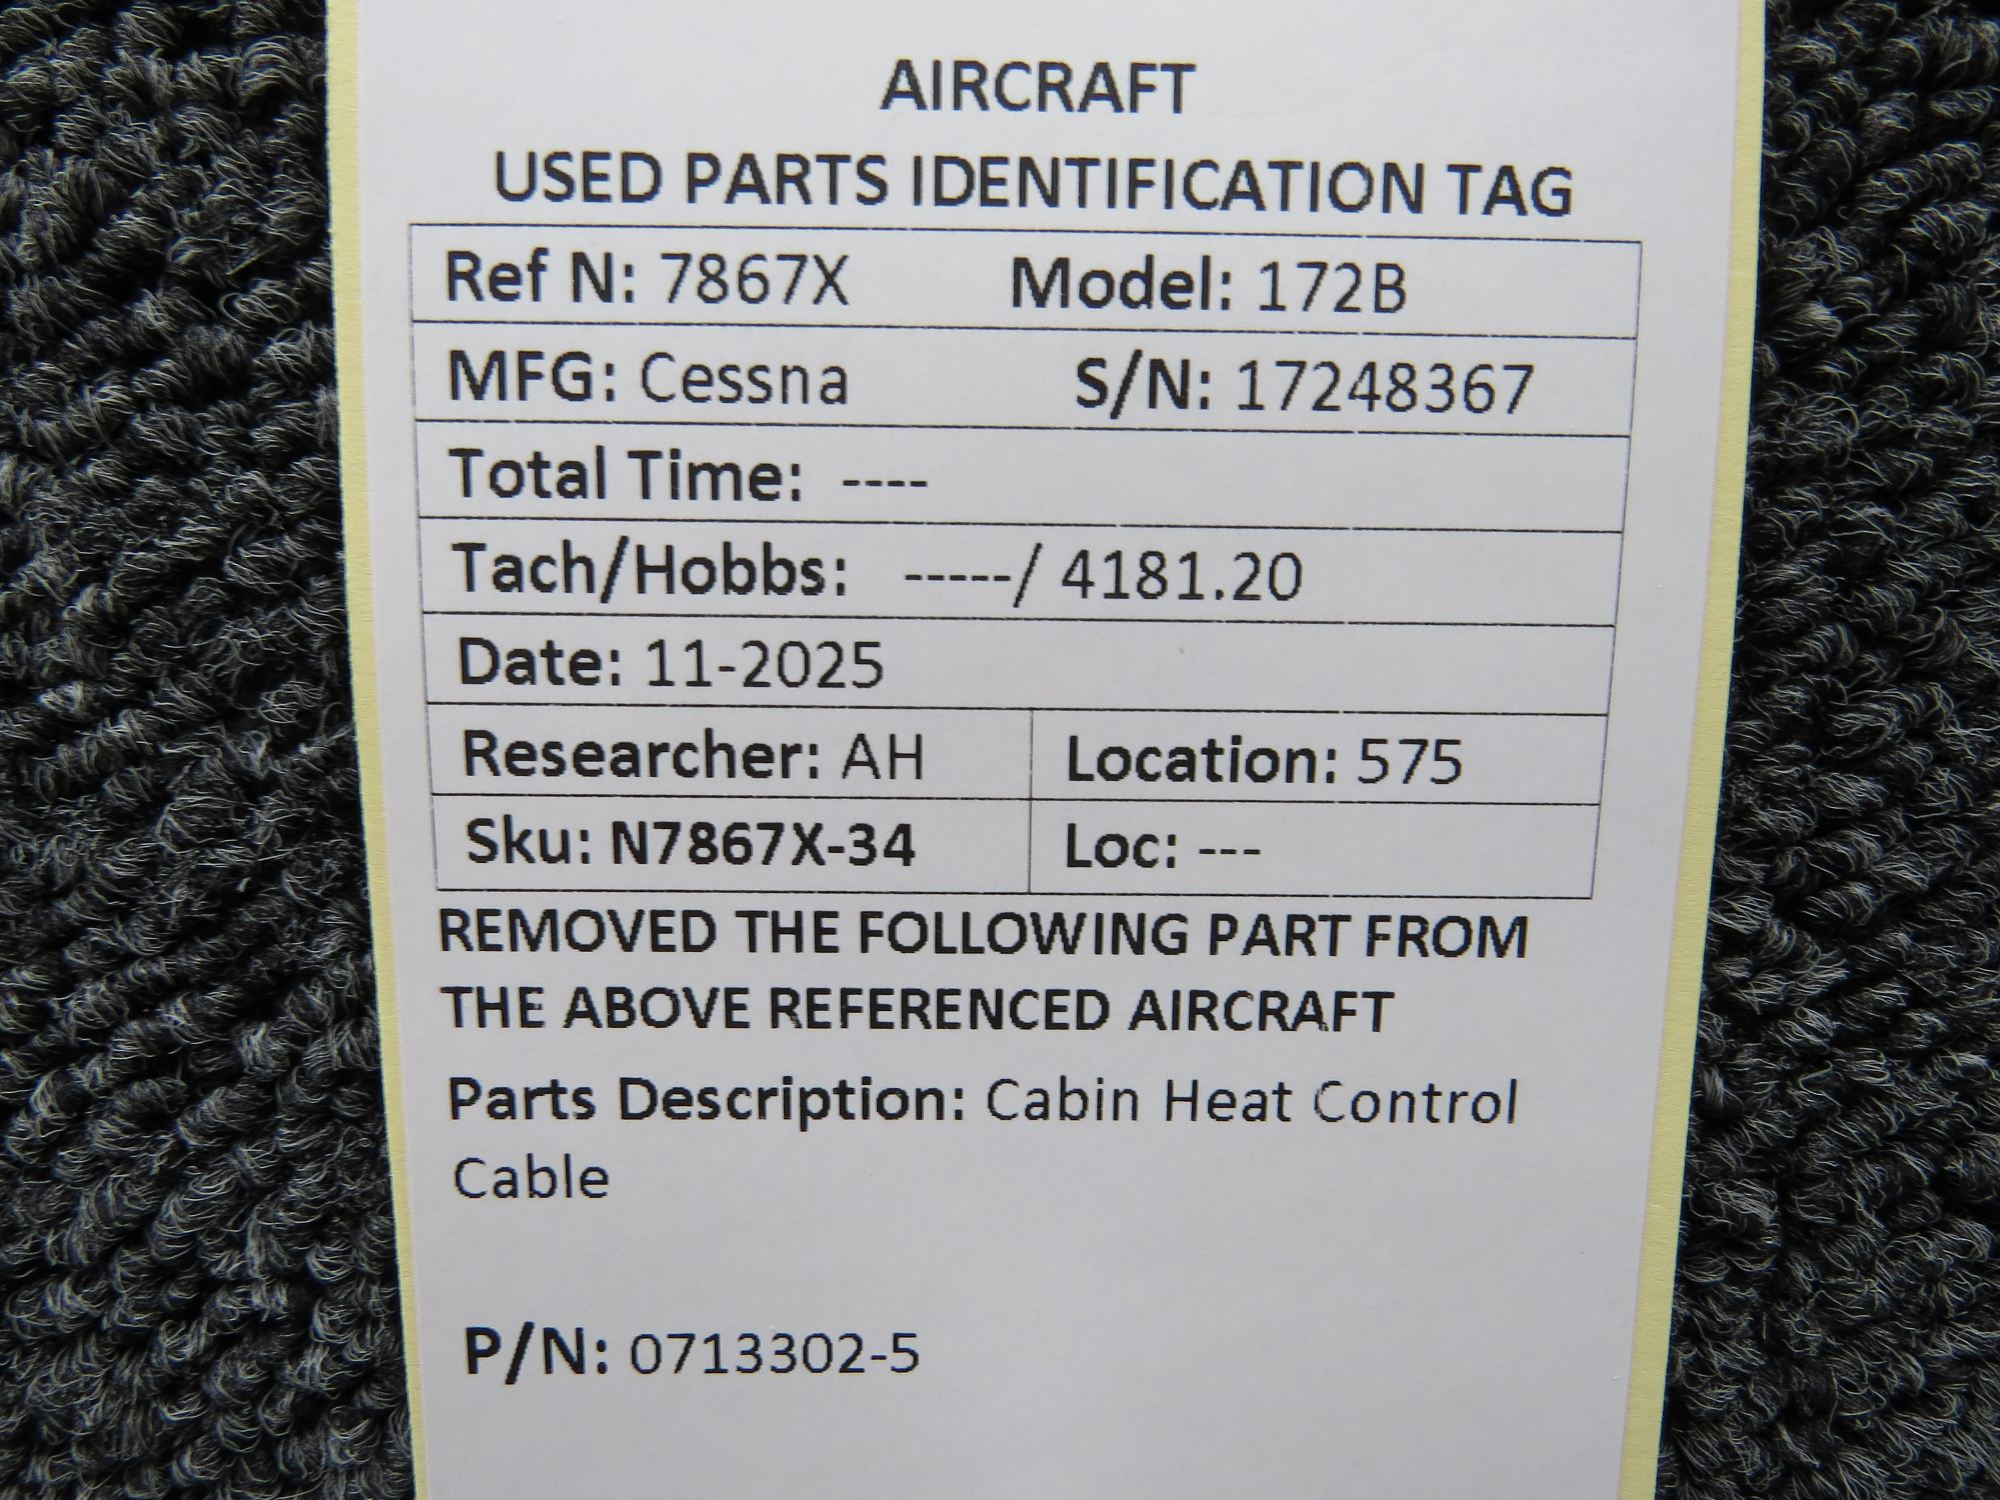 AIRCRAFT
USED PARTS IDENTIFICATION TAG
Ref N: 7867X Model: 172B
MFG: Cessna S/N: 17248367
Total Time: ----
Tach/Hobbs: -----/ 4181.20
Date: 11-2025
Researcher: AH Location: 575
Sku: N7867X-34 Loc: ---
REMOVED THE FOLLOWING PART FROM
THE ABOVE REFERENCED AIRCRAFT
Parts Description: Cabin Heat Control
Cable
P/N: 0713302-5